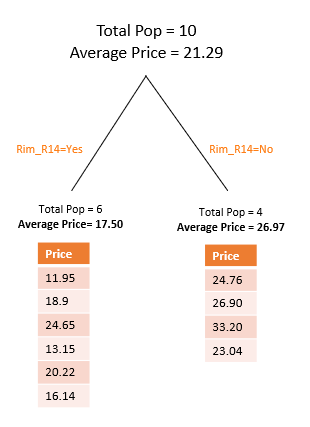 Total Pop = 10
Average Price = 21.29
Rim_R14=Yes
Rim_R14=No
Total Pop = 6
Average Price= 17.50
Price
11.95
18.9
24.65
13.15
20.22
16.14
Total Pop = 4
Average Price = 26.97
Price
24.76
26.90
33.20
23.04